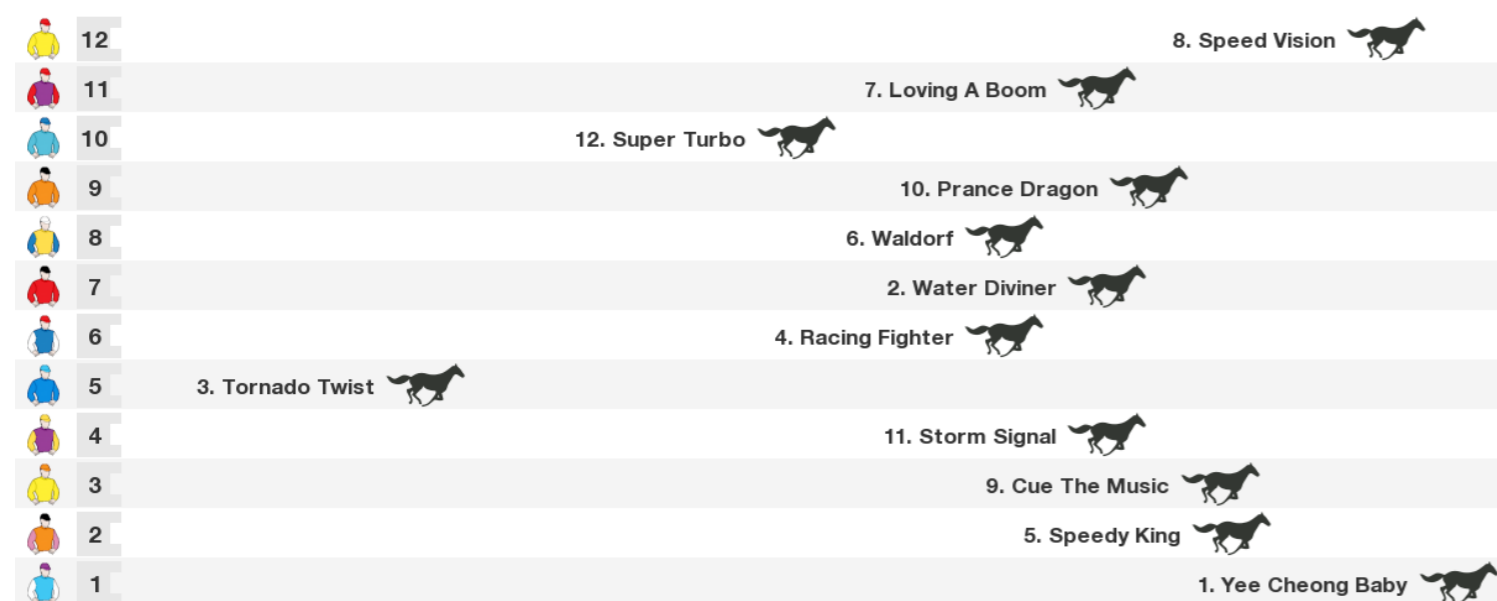 12 8. Speed Vision
11 7. Loving A Boom
10 12. Super Turbo
9 10. Prance Dragon
8 6. Waldorf
7 2. Water Diviner
6 4. Racing Fighter
5 3. Tornado Twist
4 11. Storm Signal
3 9. Cue The Music
2 5. Speedy King
1 1. Yee Cheong Baby